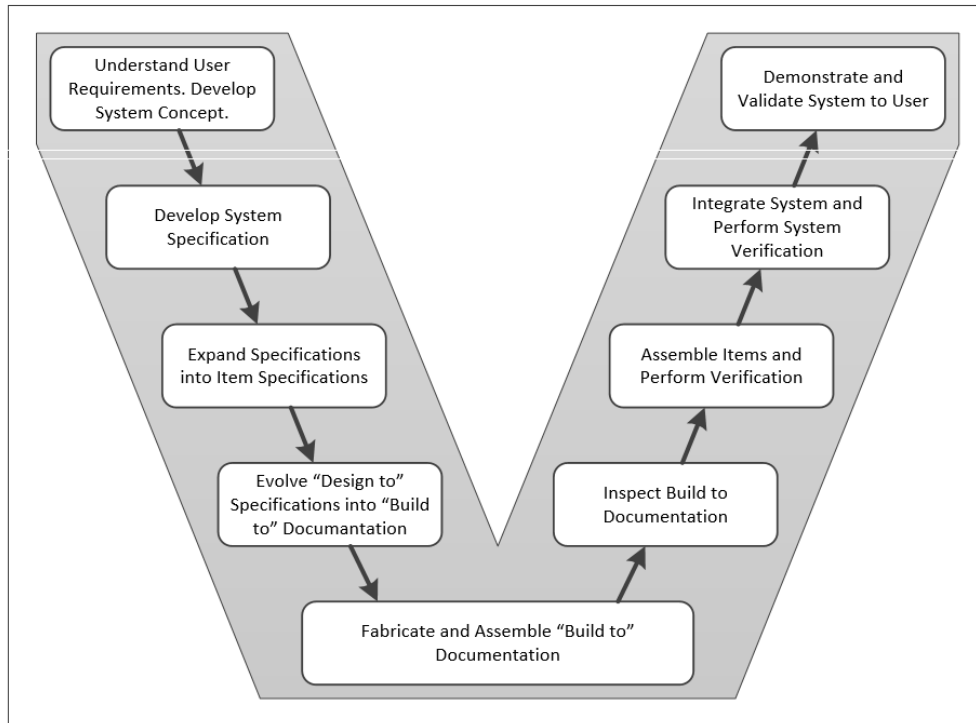 Understand User
Requirements. Develop
System Concept.
Develop System
Specification
Expand Specifications
into Item Specifications
Evolve “Design to”
Specifications into “Build
to” Documantation
Fabricate and Assemble “Build to”
Documentation
Inspect Build to
Documentation
Assemble Items and
Perform Verification
Integrate System and
Perform System
Verification
Demonstrate and
Validate System to User